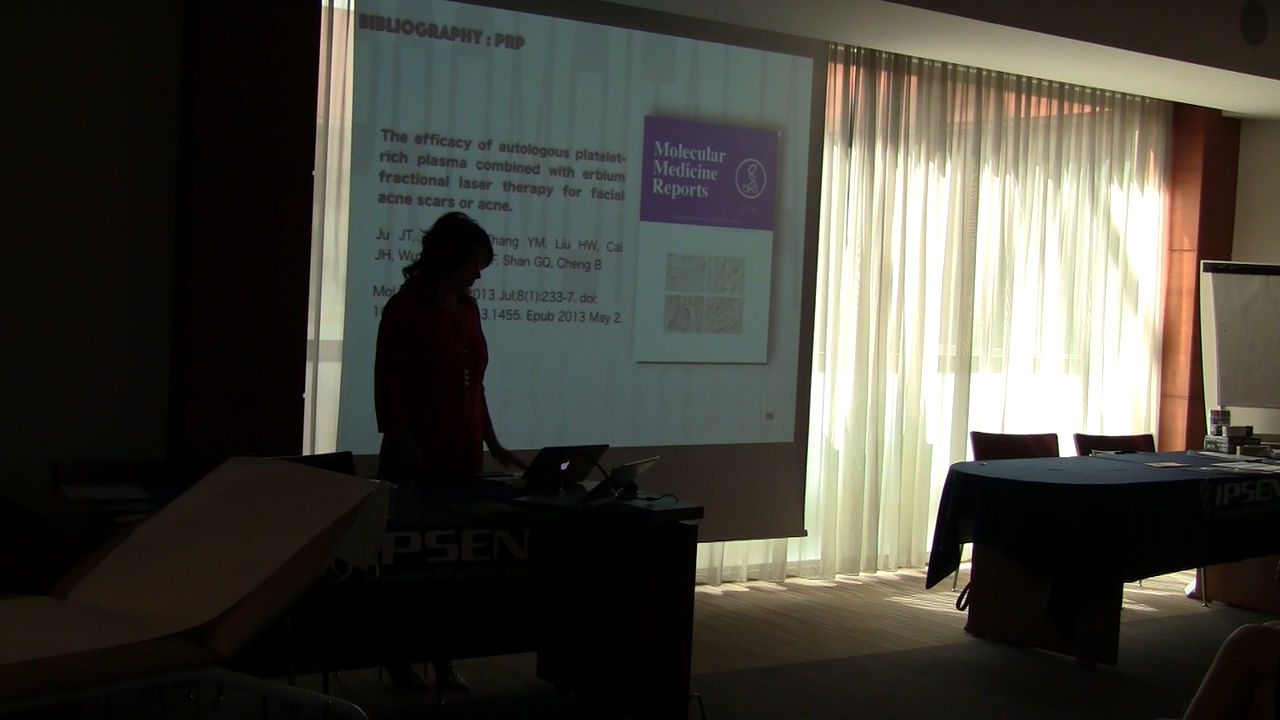 BIBLIOGRAPHY : PRP
The efficacy of autologous platelet-
rich plasma combined with erbium
fractional laser therapy for facial
acne scars or acne.
Ju JT, Zhang YM, Liu HW, Cai
JH, Shan GQ, Cheng B
2013 Jul;8(1):233-7. doi:
3.1455. Epub 2013 May 2.
Molecular
Medicine
Reports
86
IPSEN
IPSEN